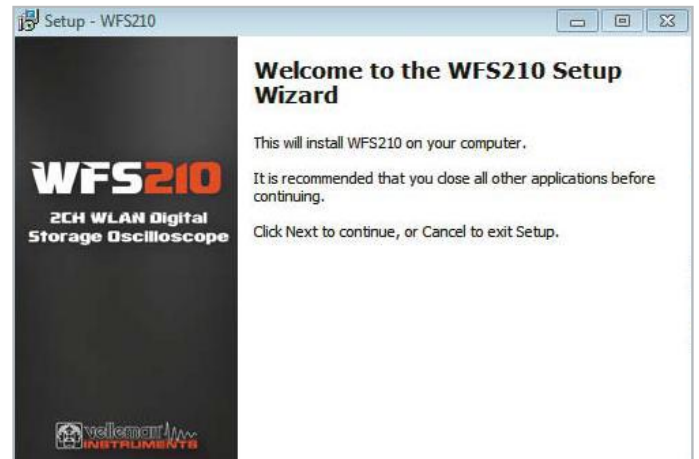 Setup - WFS210
Welcome to the WFS210 Setup
Wizard
This will install WFS210 on your computer.
It is recommended that you close all other applications before
continuing.
Click Next to continue, or Cancel to exit Setup.
WFS210
2CH WLAN Digital
Storage Oscilloscope
velleman
INSTRUMENTS